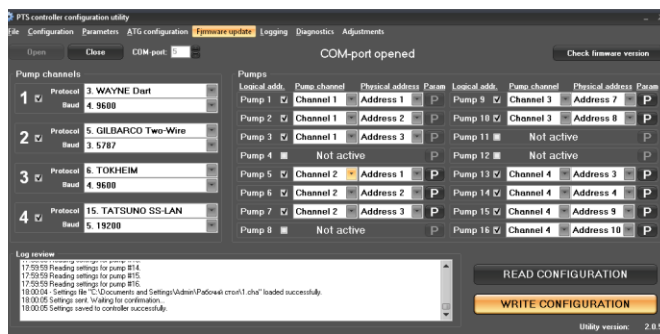 PTS controller configuration utility
File Configuration Parameters ATG configuration Firmware update Logging Diagnostics Adjustments
Open Close COM-port: 5 COM-port opened Check firmware version
Pump channels
1 Protocol 3. WAYNE Dart
Baud 4. 9600
2 Protocol 5. GILBARCO Two-Wire
Baud 3. 5787
3 Protocol 6. TOKHEIM
Baud 4. 9600
4 Protocol 15. TATSUNO SS-LAN
Baud 5. 19200
Pumps
Logical addr. Pump channel Physical address Param Logical addr. Pump channel Physical address Param
Pump 1 Channel 1 Address 1 P Pump 9 Channel 3 Address 7 P
Pump 2 Channel 1 Address 2 P Pump 10 Channel 3 Address 8 P
Pump 3 Channel 1 Address 3 P Pump 11 Not active P
Pump 4 Not active P Pump 12 Not active P
Pump 5 Channel 2 Address 1 P Pump 13 Channel 4 Address 3 P
Pump 6 Channel 2 Address 2 P Pump 14 Channel 4 Address 4 P
Pump 7 Channel 2 Address 3 P Pump 15 Channel 4 Address 9 P
Pump 8 Not active P Pump 16 Channel 4 Address 10 P
Log review
17:59:59 Reading settings for pump #14.
17:59:59 Reading settings for pump #15.
17:59:59 Reading settings for pump #16.
18:00:04 - Settings file "C:\Documents and Settings\Admin\Рабочий стол\1.cha" loaded successfully.
18:00:05 Settings sent. Waiting for confirmation...
18:00:05 Settings saved to controller successfully.
READ CONFIGURATION
WRITE CONFIGURATION
Utility version: